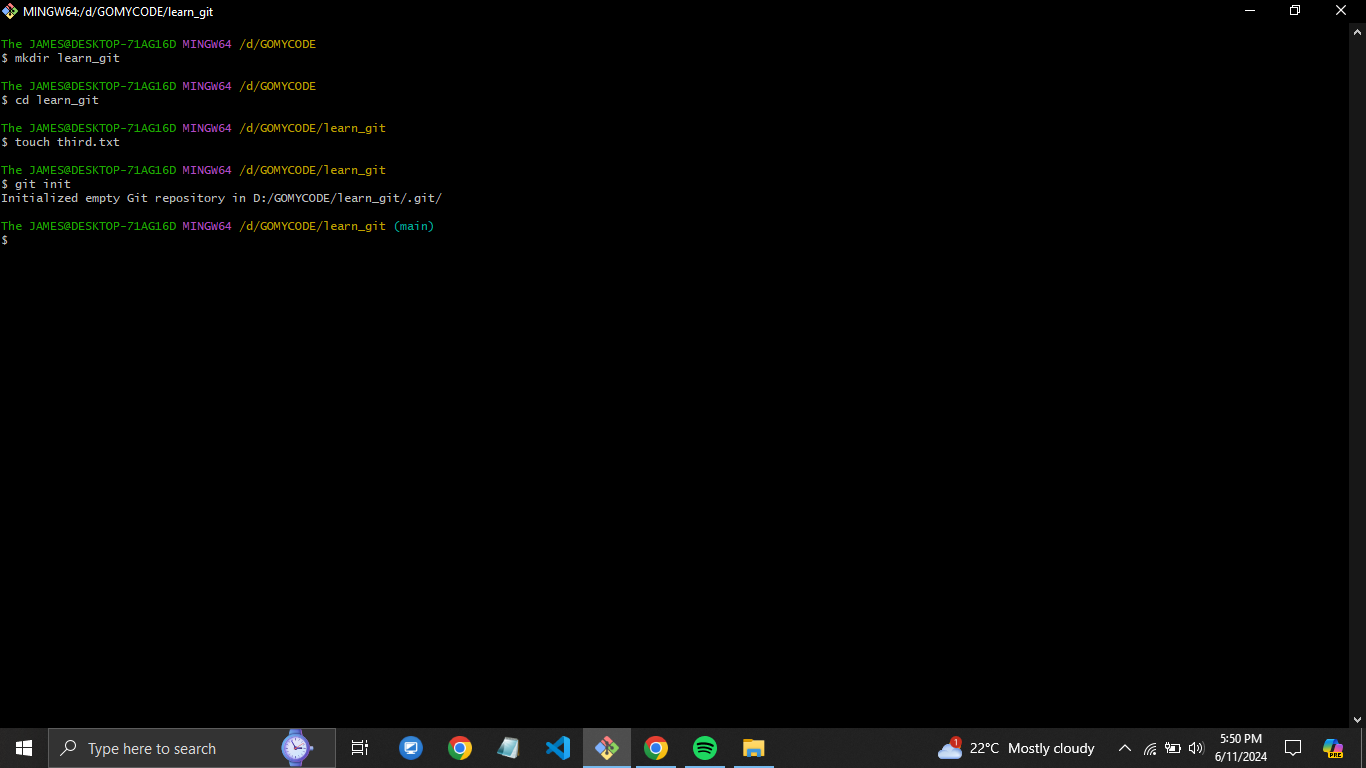 MINGW64:/d/GOMYCODE/learn_git
The JAMES@DESKTOP-71AG16D MINGW64 /d/GOMYCODE
$ mkdir learn_git
The JAMES@DESKTOP-71AG16D MINGW64 /d/GOMYCODE
$ cd learn_git
The JAMES@DESKTOP-71AG16D MINGW64 /d/GOMYCODE/learn_git
$ touch third.txt
The JAMES@DESKTOP-71AG16D MINGW64 /d/GOMYCODE/learn_git
$ git init
Initialized empty Git repository in D:/GOMYCODE/learn_git/.git/
The JAMES@DESKTOP-71AG16D MINGW64 /d/GOMYCODE/learn_git (main)
$
Type here to search
1
22°C Mostly cloudy
5:50 PM
6/11/2024
PRE